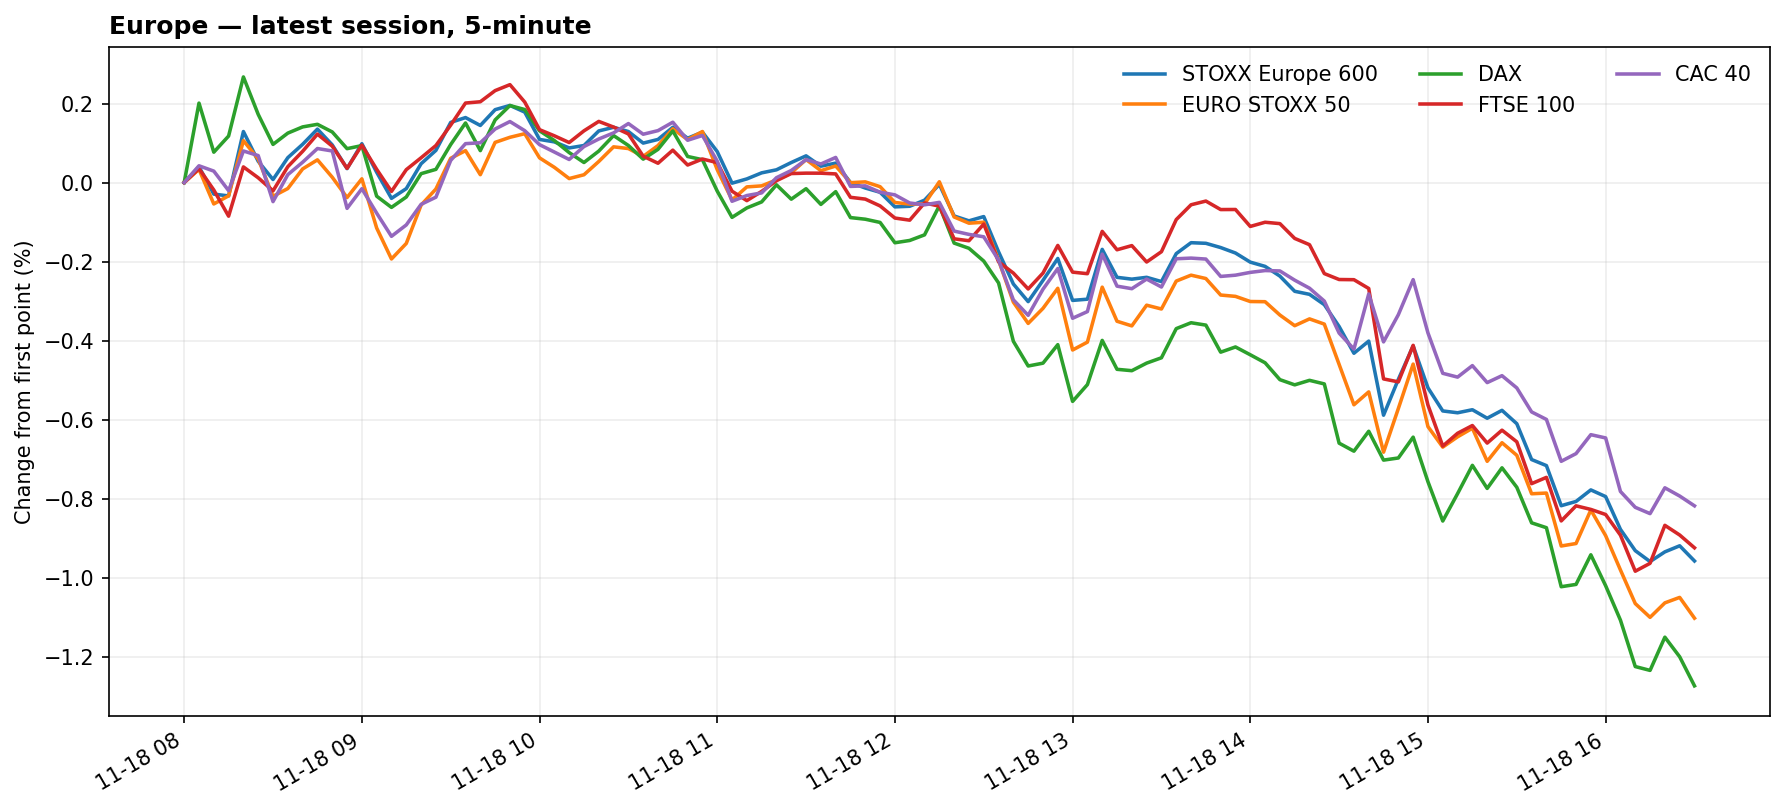 Europe — latest session, 5-minute
STOXX Europe 600
EURO STOXX 50
DAX
FTSE 100
CAC 40
Change from first point (%)
0.2
0.0
−0.2
−0.4
−0.6
−0.8
−1.0
−1.2
11-18 08
11-18 09
11-18 10
11-18 11
11-18 12
11-18 13
11-18 14
11-18 15
11-18 16